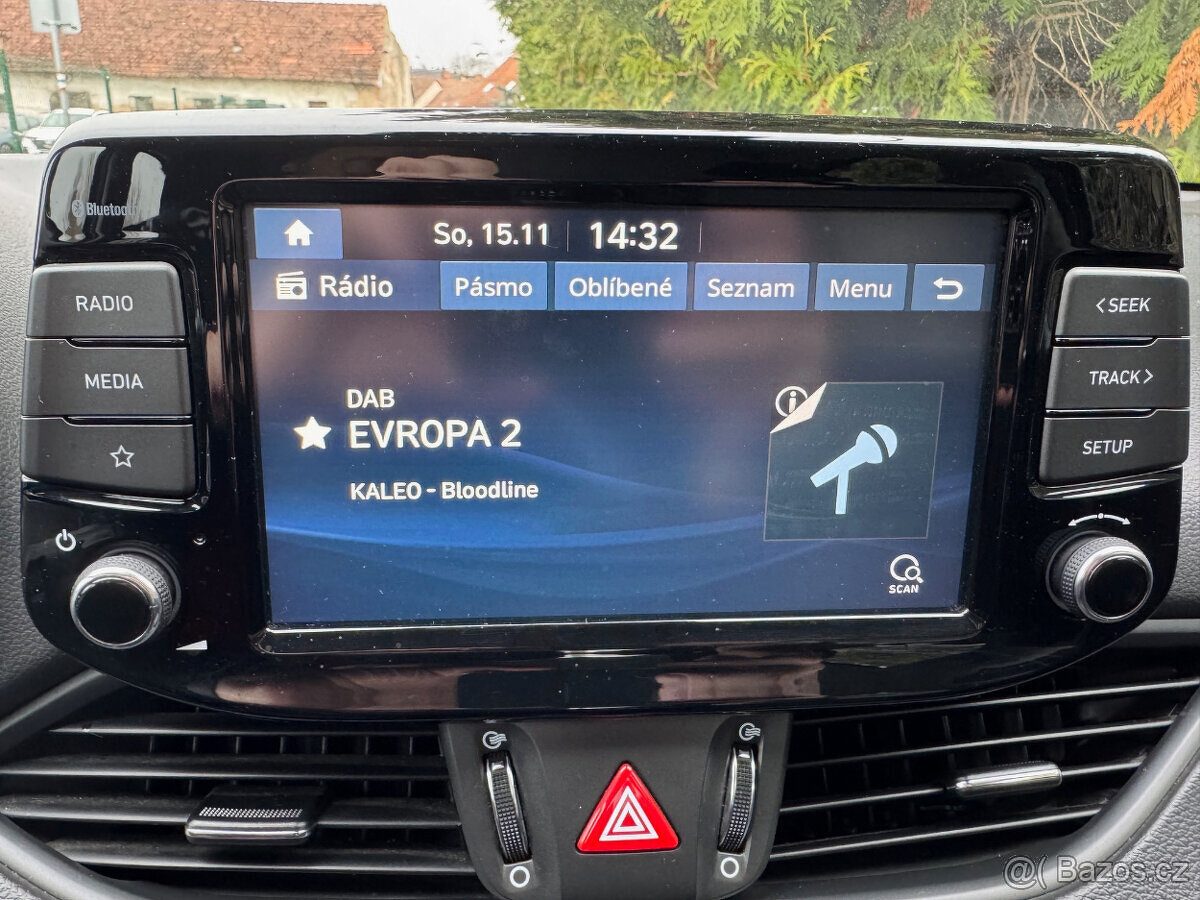 Bluetooth
So, 15.11 14:32
Rádio Pásmo Oblíbené Seznam Menu
RADIO
MEDIA
DAB
EVROPA 2
KALEO - Bloodline
SCAN
< SEEK
TRACK >
SETUP
@( Bazos.cz